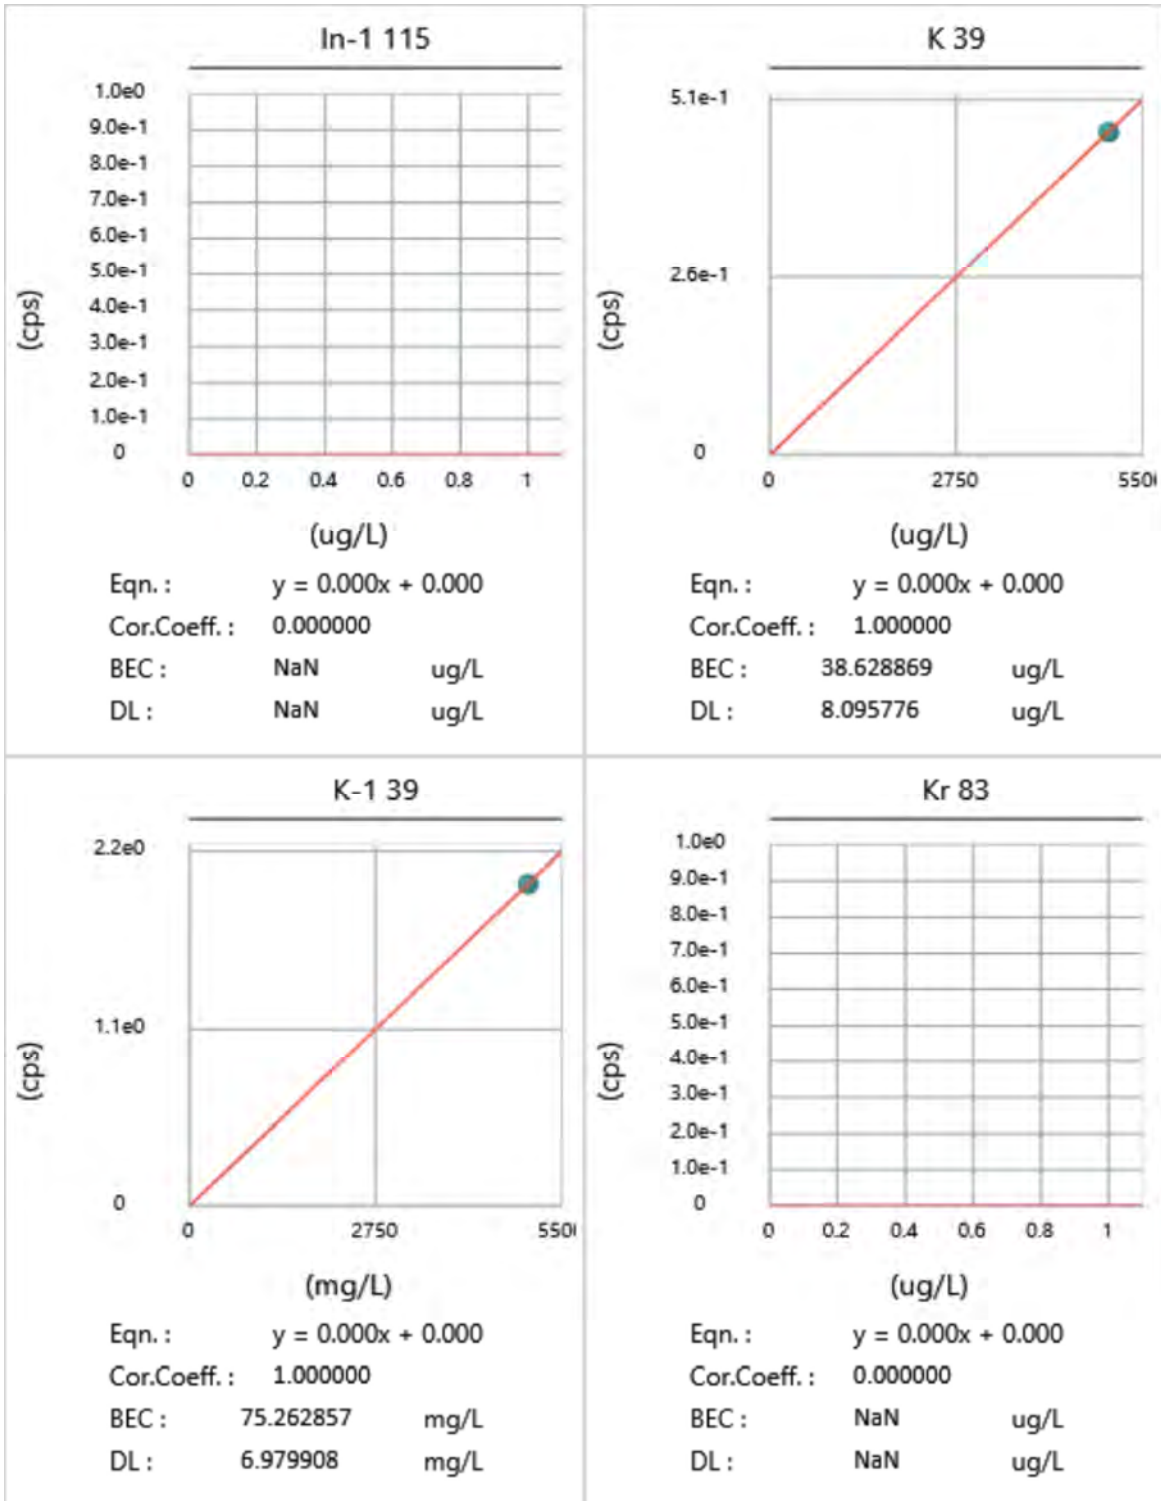 In-1 115
1.0e0
9.0e-1
8.0e-1
7.0e-1
6.0e-1
5.0e-1
4.0e-1
3.0e-1
2.0e-1
1.0e-1
0
(cps)
0 0.2 0.4 0.6 0.8 1
(ug/L)
Eqn. : y = 0.000x + 0.000
Cor.Coeff. : 0.000000
BEC : NaN ug/L
DL : NaN ug/L
K 39
5.1e-1
2.6e-1
0
(cps)
0 2750 550
(ug/L)
Eqn. : y = 0.000x + 0.000
Cor.Coeff. : 1.000000
BEC : 38.628869 ug/L
DL : 8.095776 ug/L
K-1 39
2.2e0
1.1e0
0
(cps)
0 2750 550
(mg/L)
Eqn. : y = 0.000x + 0.000
Cor.Coeff. : 1.000000
BEC : 75.262857 mg/L
DL : 6.979908 mg/L
Kr 83
1.0e0
9.0e-1
8.0e-1
7.0e-1
6.0e-1
5.0e-1
4.0e-1
3.0e-1
2.0e-1
1.0e-1
0
(cps)
0 0.2 0.4 0.6 0.8 1
(ug/L)
Eqn. : y = 0.000x + 0.000
Cor.Coeff. : 0.000000
BEC : NaN ug/L
DL : NaN ug/L